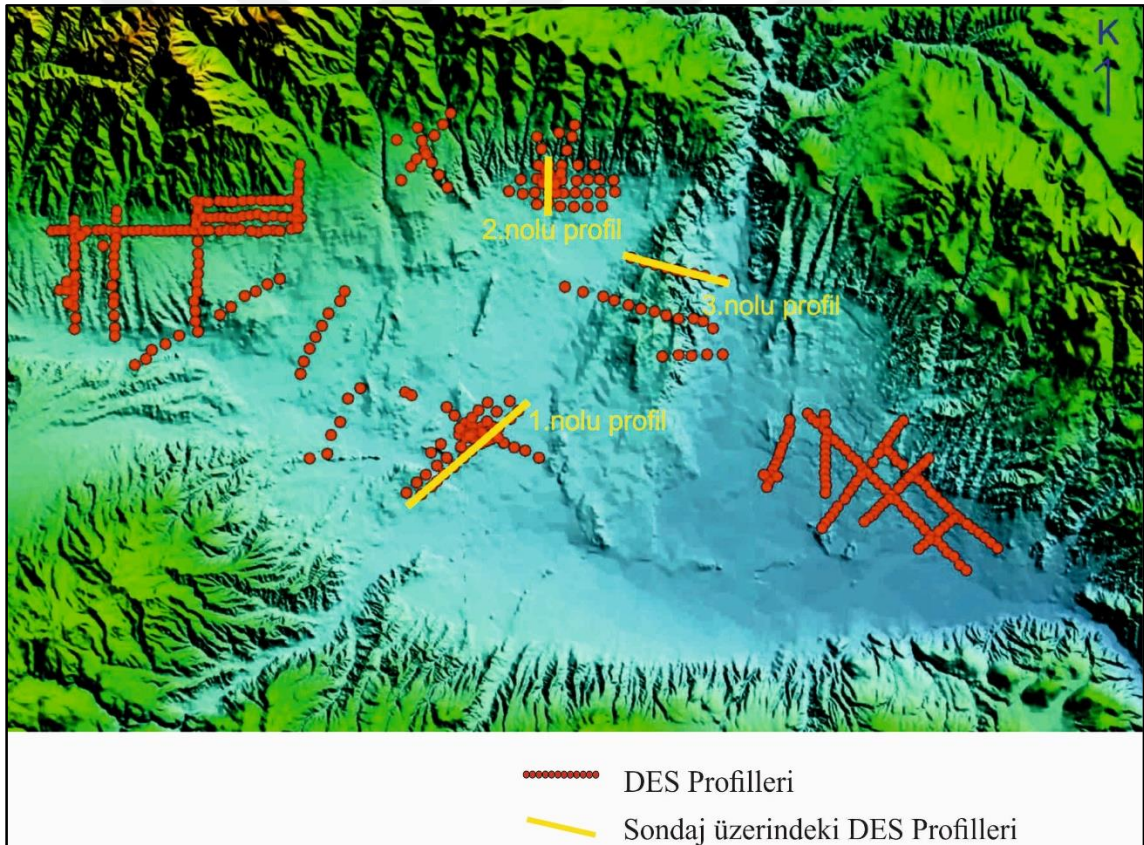 K
2.nolu profil
3.nolu profil
1.nolu profil
DES Profilleri
Sondaj üzerindeki DES Profilleri